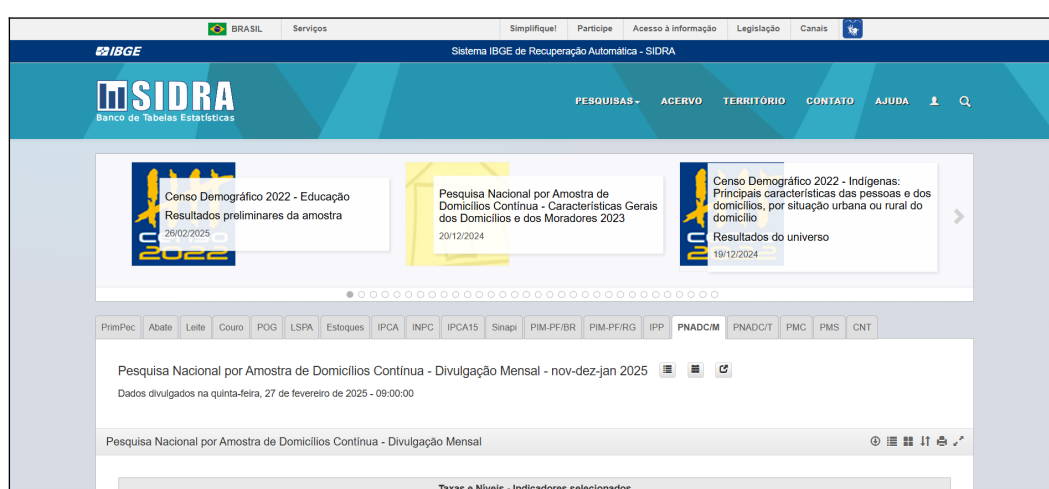 BRASIL Serviços Simplifique! Participe Acesso à informação Legislação Canais
IBGE Sistema IBGE de Recuperação Automática - SIDRA
SIDRA
Banco de Tabelas Estatísticas
PESQUISAS ACERVO TERRITÓRIO CONTATO AJUDA
Censo Demográfico 2022 - Educação
Resultados preliminares da amostra
26/02/2025
censo
2022
Pesquisa Nacional por Amostra de
Domicílios Contínua - Características Gerais
dos Domicílios e dos Moradores 2023
20/12/2024
Censo Demográfico 2022 - Indígenas:
Principais características das pessoas e dos
domicílios, por situação urbana ou rural do
domicílio
Resultados do universo
19/12/2024
PrimPec Abate Leite Couro POG LSPA Estoques IPCA INPC IPCA15 Sinapi PIM-PF/BR PIM-PF/RG IPP PNADC/M PNADC/T PMC PMS CNT
Pesquisa Nacional por Amostra de Domicílios Contínua - Divulgação Mensal - nov-dez-jan 2025
Dados divulgados na quinta-feira, 27 de fevereiro de 2025 - 09:00:00
Pesquisa Nacional por Amostra de Domicílios Contínua - Divulgação Mensal
Taxas e Níveis - Indicadores selecionados